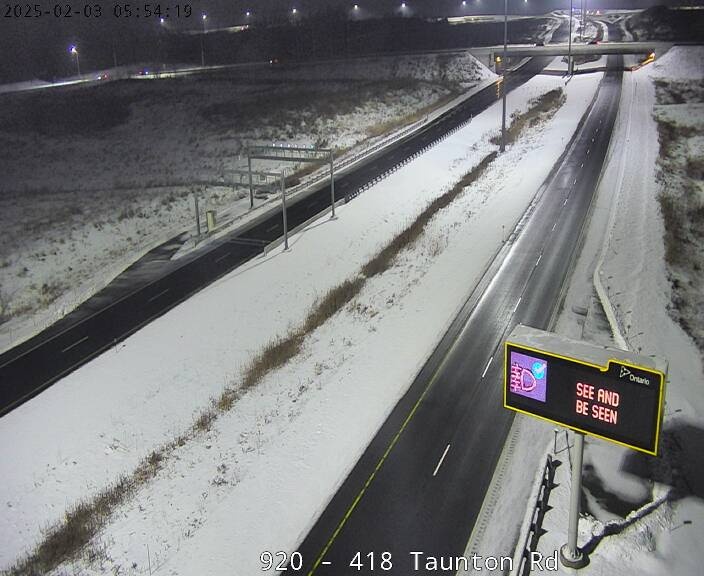 2025-02-03 05:54:19
Ontario
SEE AND
BE SEEN
920 - 418 Taunton Rd